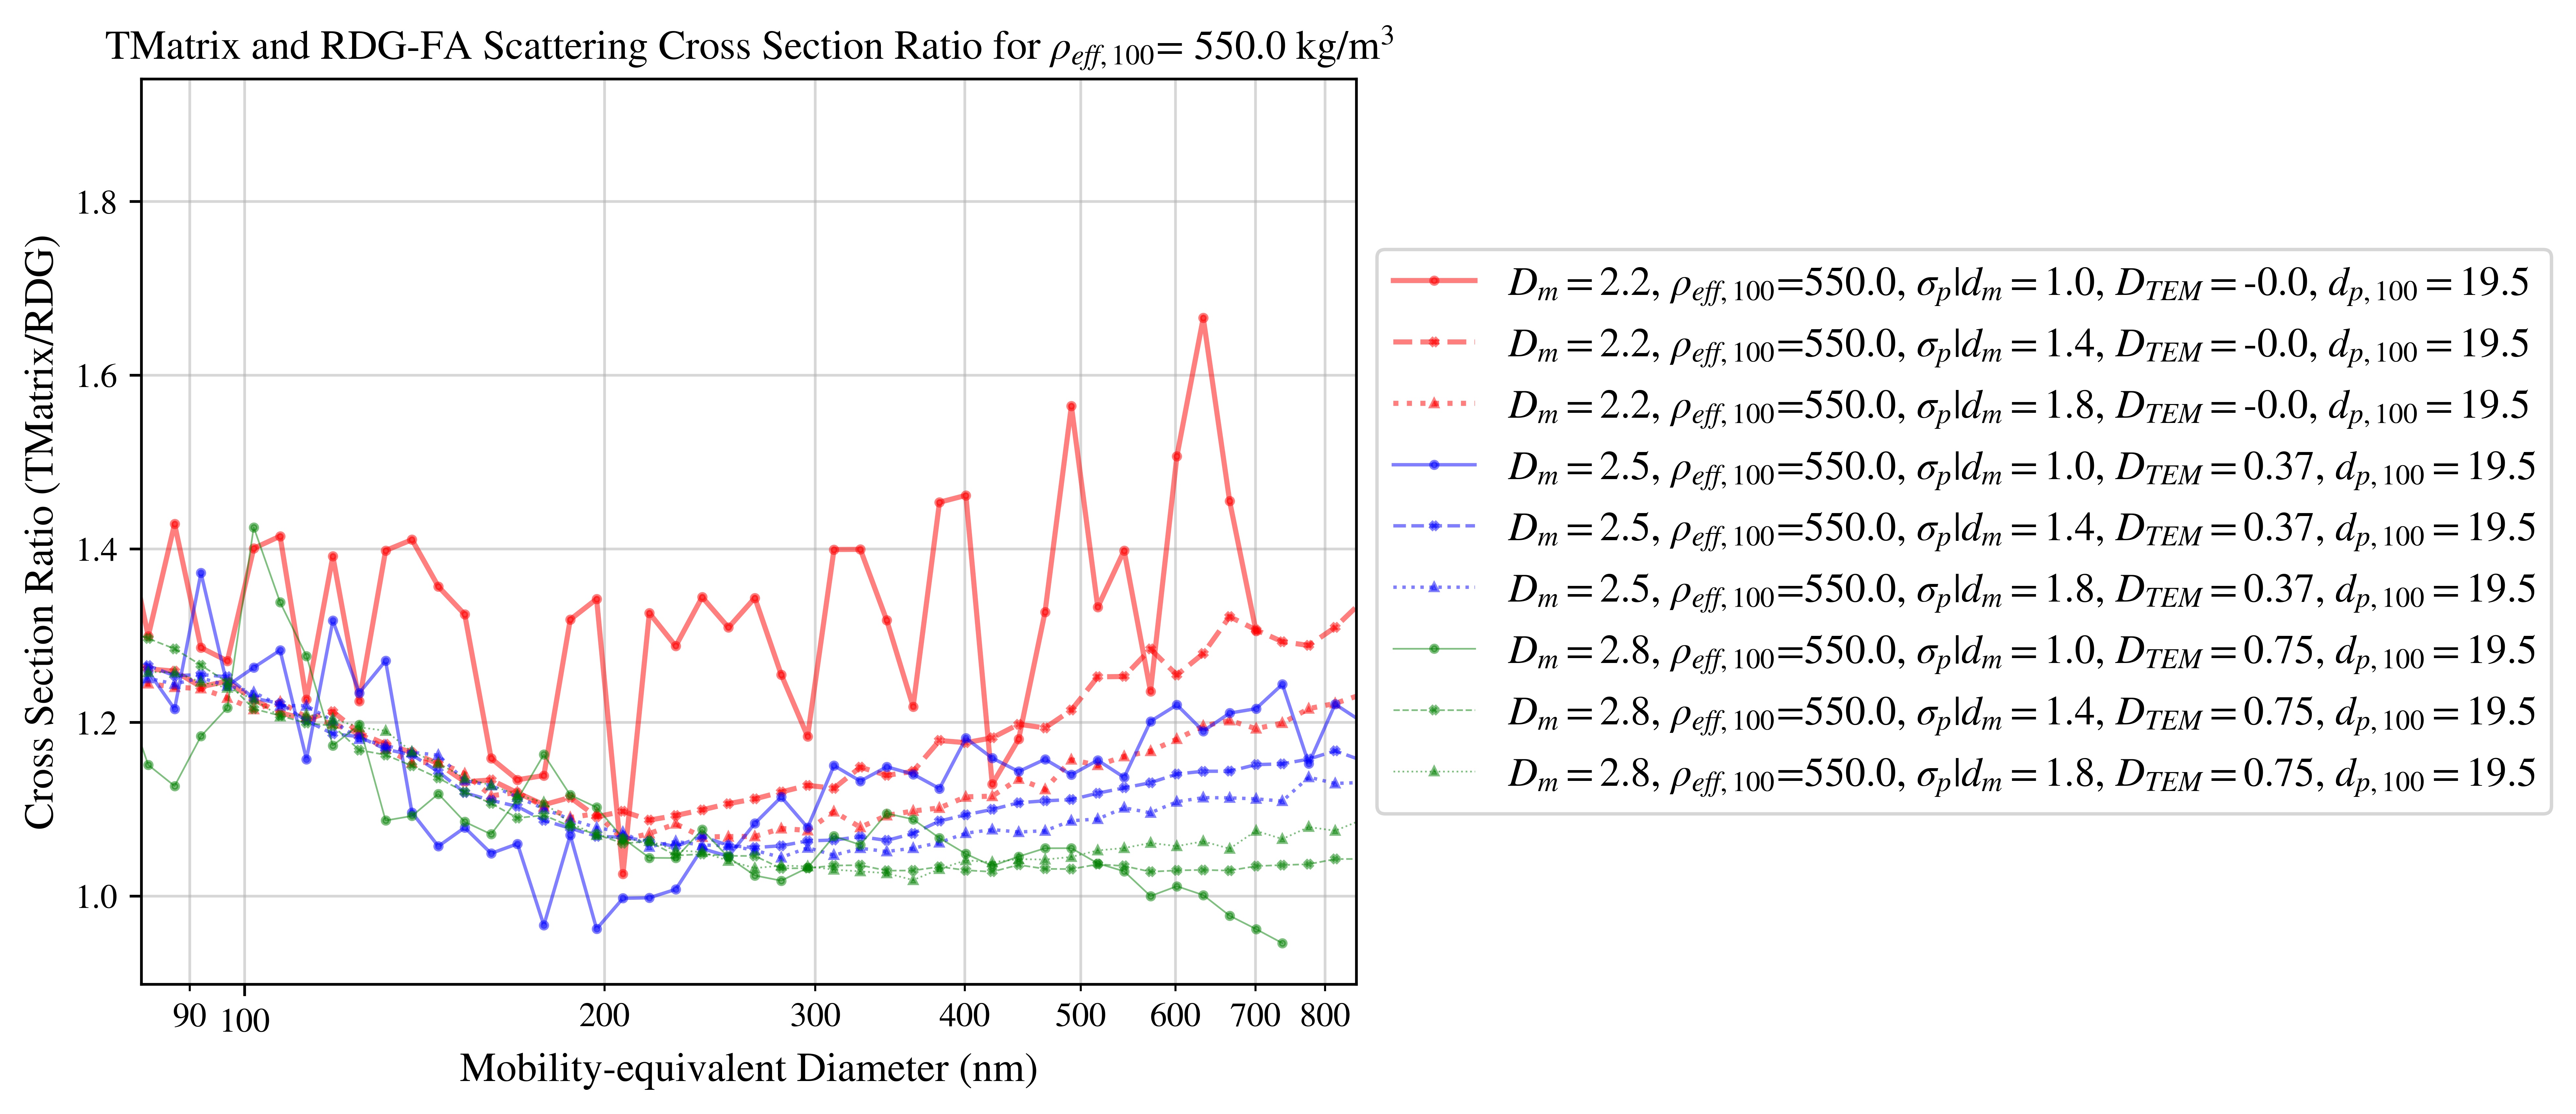 TMatrix and RDG-FA Scattering Cross Section Ratio for ρeff,100= 550.0 kg/m³
Cross Section Ratio (TMatrix/RDG)
1.8
1.6
1.4
1.2
1.0
90 100 200 300 400 500 600 700 800
Mobility-equivalent Diameter (nm)
Dm = 2.2, ρeff,100=550.0, σp|dm = 1.0, DTEM = -0.0, dp,100 = 19.5
Dm = 2.2, ρeff,100=550.0, σp|dm = 1.4, DTEM = -0.0, dp,100 = 19.5
Dm = 2.2, ρeff,100=550.0, σp|dm = 1.8, DTEM = -0.0, dp,100 = 19.5
Dm = 2.5, ρeff,100=550.0, σp|dm = 1.0, DTEM = 0.37, dp,100 = 19.5
Dm = 2.5, ρeff,100=550.0, σp|dm = 1.4, DTEM = 0.37, dp,100 = 19.5
Dm = 2.5, ρeff,100=550.0, σp|dm = 1.8, DTEM = 0.37, dp,100 = 19.5
Dm = 2.8, ρeff,100=550.0, σp|dm = 1.0, DTEM = 0.75, dp,100 = 19.5
Dm = 2.8, ρeff,100=550.0, σp|dm = 1.4, DTEM = 0.75, dp,100 = 19.5
Dm = 2.8, ρeff,100=550.0, σp|dm = 1.8, DTEM = 0.75, dp,100 = 19.5